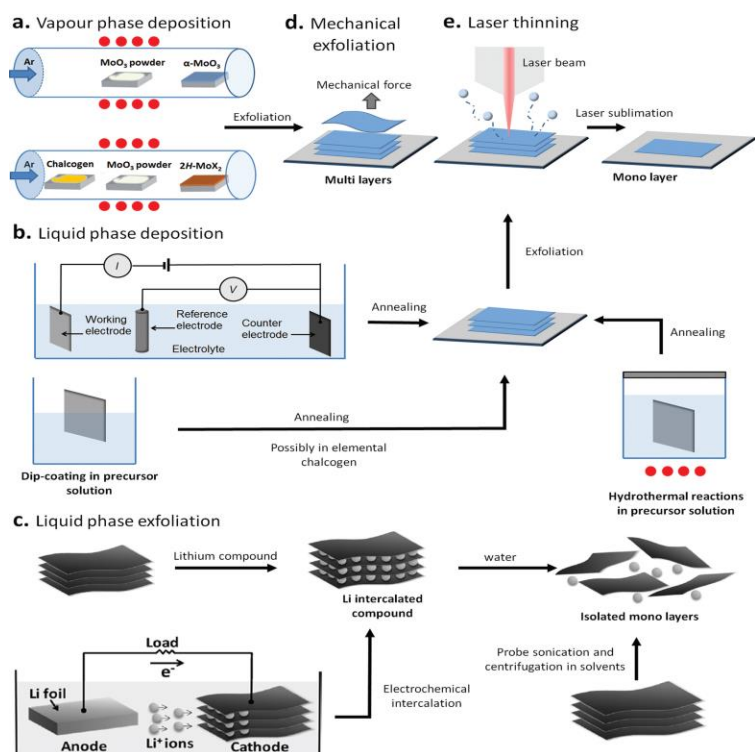 a. Vapour phase deposition
Ar
MoO₃ powder
α-MoO₃
Ar
Chalcogen
MoO₃ powder
2H-MoX₂
Exfoliation
d. Mechanical
exfoliation
Mechanical force
Multi layers
e. Laser thinning
Laser beam
Laser sublimation
Mono layer
b. Liquid phase deposition
I
V
Working
electrode
Reference
electrode
Counter
electrode
Electrolyte
Annealing
Exfoliation
Annealing
Dip-coating in precursor
solution
Annealing
Possibly in elemental
chalcogen
Hydrothermal reactions
in precursor solution
c. Liquid phase exfoliation
Lithium compound
Li intercalated
compound
water
Isolated mono layers
Load
e⁻
Li foil
Anode
Li⁺ ions
Cathode
Electrochemical
intercalation
Probe sonication and
centrifugation in solvents